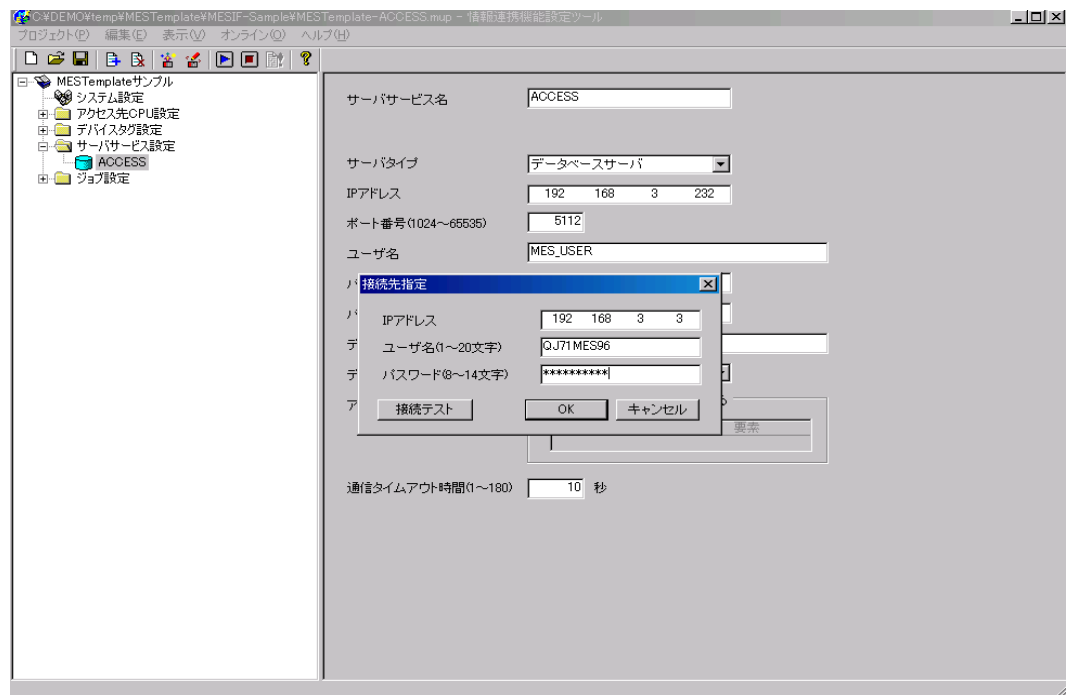 C:¥DEMO¥temp¥MESTemplate¥MESIF-Sample¥MESTemplate-ACCESS.mup - 情報連携機能設定ツール
プロジェクト(P) 編集(E) 表示(V) オンライン(O) ヘルプ(H)
MESTemplateサンプル
システム設定
アクセス先CPU設定
デバイスタグ設定
サーバサービス設定
ACCESS
ジョブ設定
サーバサービス名 ACCESS
サーバタイプ データベースサーバ
IPアドレス 192 168 3 232
ポート番号(1024～65535) 5112
ユーザ名 MES_USER
パ
接続先指定
IPアドレス 192 168 3 3
パ
ユーザ名(1～20文字) QJ71MES96
デ
パスワード(8～14文字) **********
デ
接続テスト OK キャンセル
ア
要素
通信タイムアウト時間(1～180) 10 秒